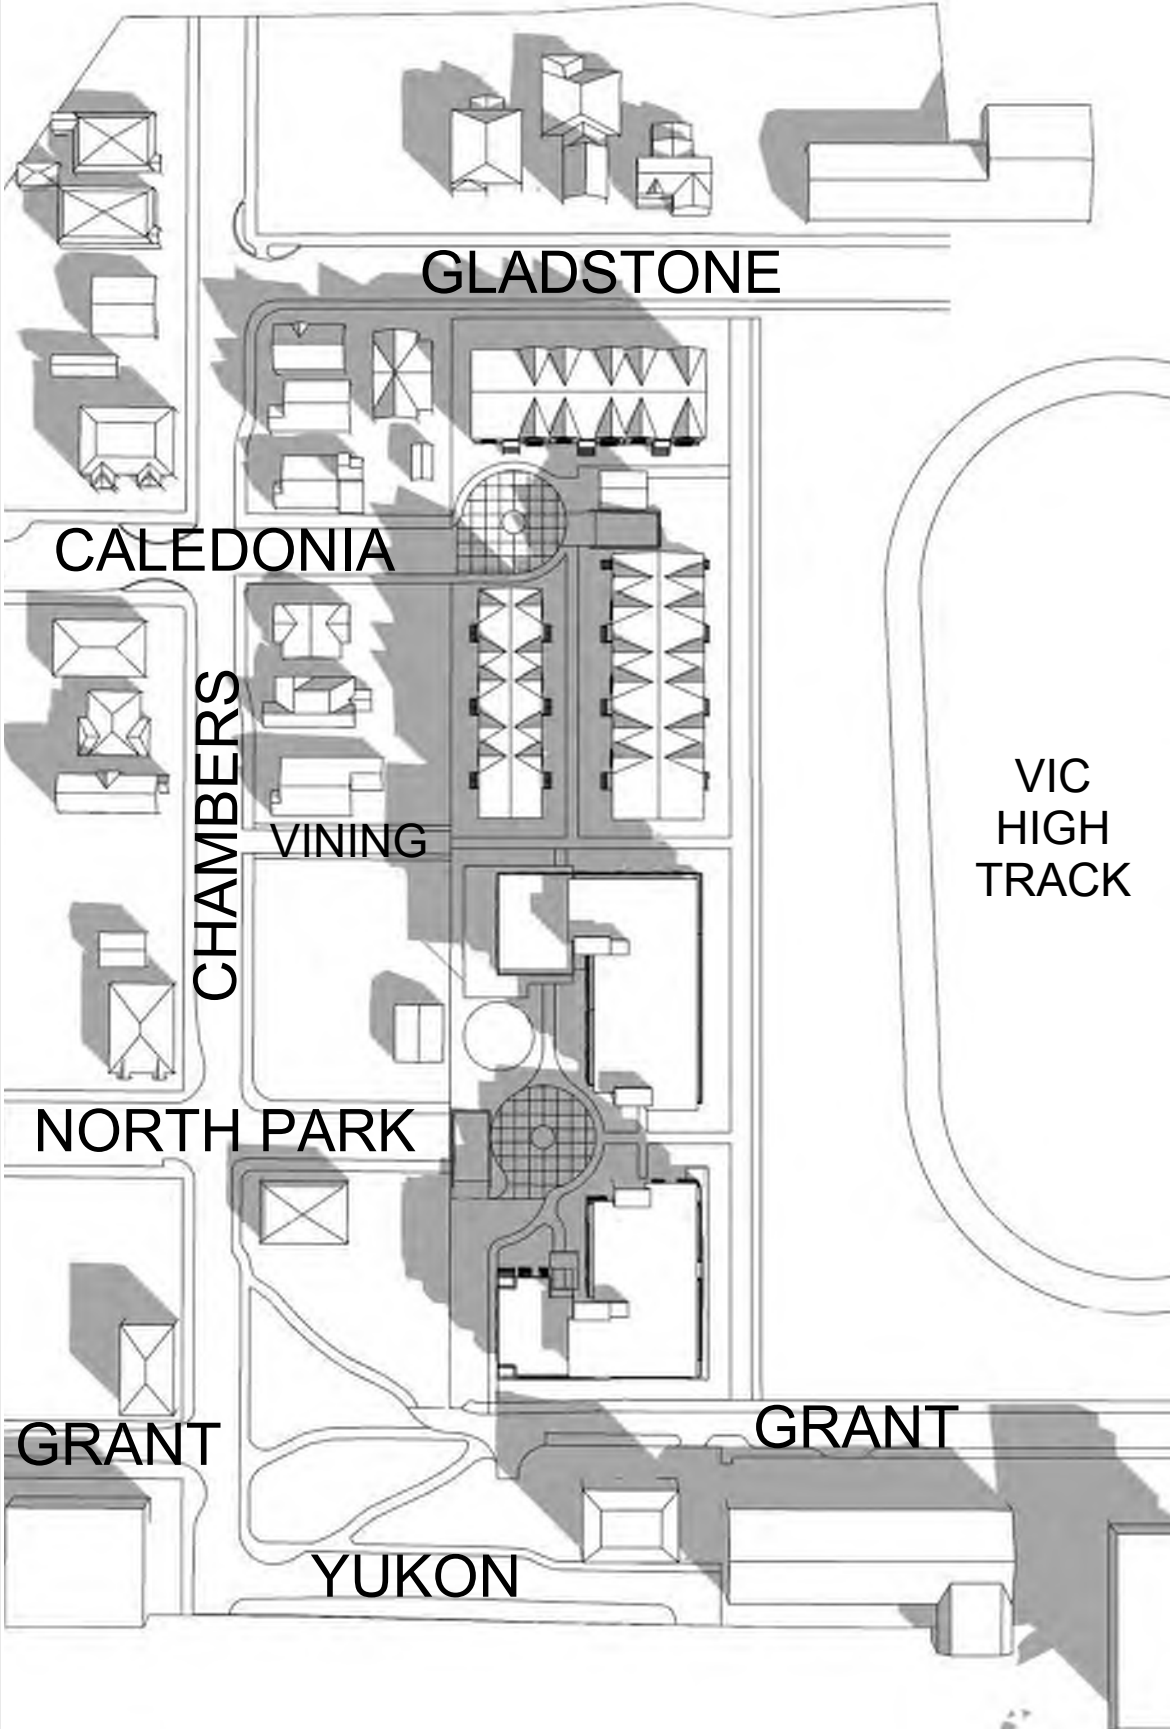 GLADSTONE
CALEDONIA
CHAMBERS
VIC
HIGH
TRACK
VINING
NORTH PARK
GRANT
GRANT
YUKON